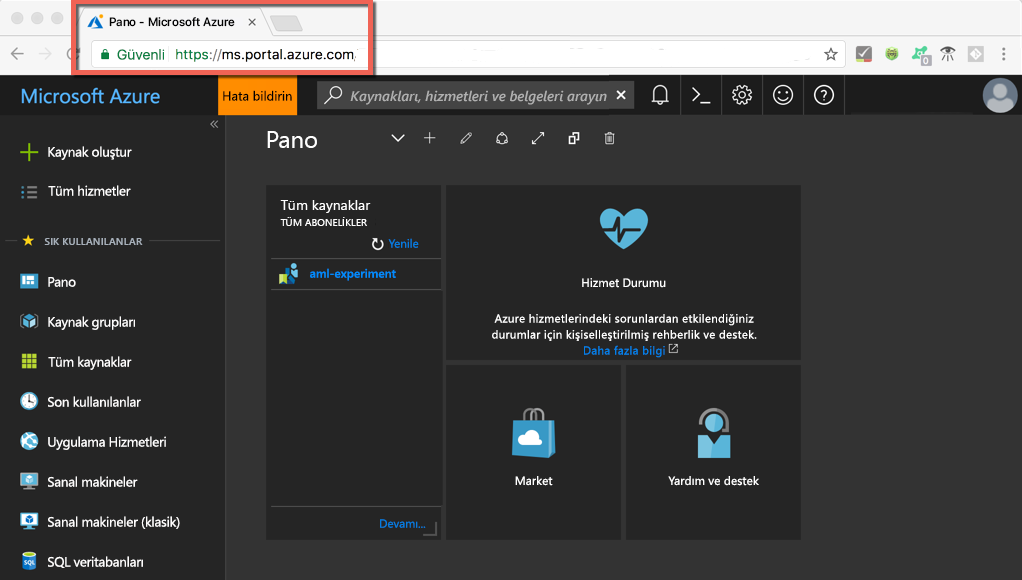 Pano - Microsoft Azure
Güvenli https://ms.portal.azure.com
0
Microsoft Azure
Hata bildirin
Kaynakları, hizmetleri ve belgeleri arayın
Kaynak oluştur
Tüm hizmetler
SIK KULLANILANLAR
Pano
Kaynak grupları
Tüm kaynaklar
Son kullanılanlar
Uygulama Hizmetleri
Sanal makineler
Sanal makineler (klasik)
SQL
SQL veritabanları
Pano
Tüm kaynaklar
TÜM ABONELİKLER
Yenile
aml-experiment
Devamı...
Hizmet Durumu
Azure hizmetlerindeki sorunlardan etkilendiğiniz
durumlar için kişiselleştirilmiş rehberlik ve destek.
Daha fazla bilgi
Market
Yardım ve destek